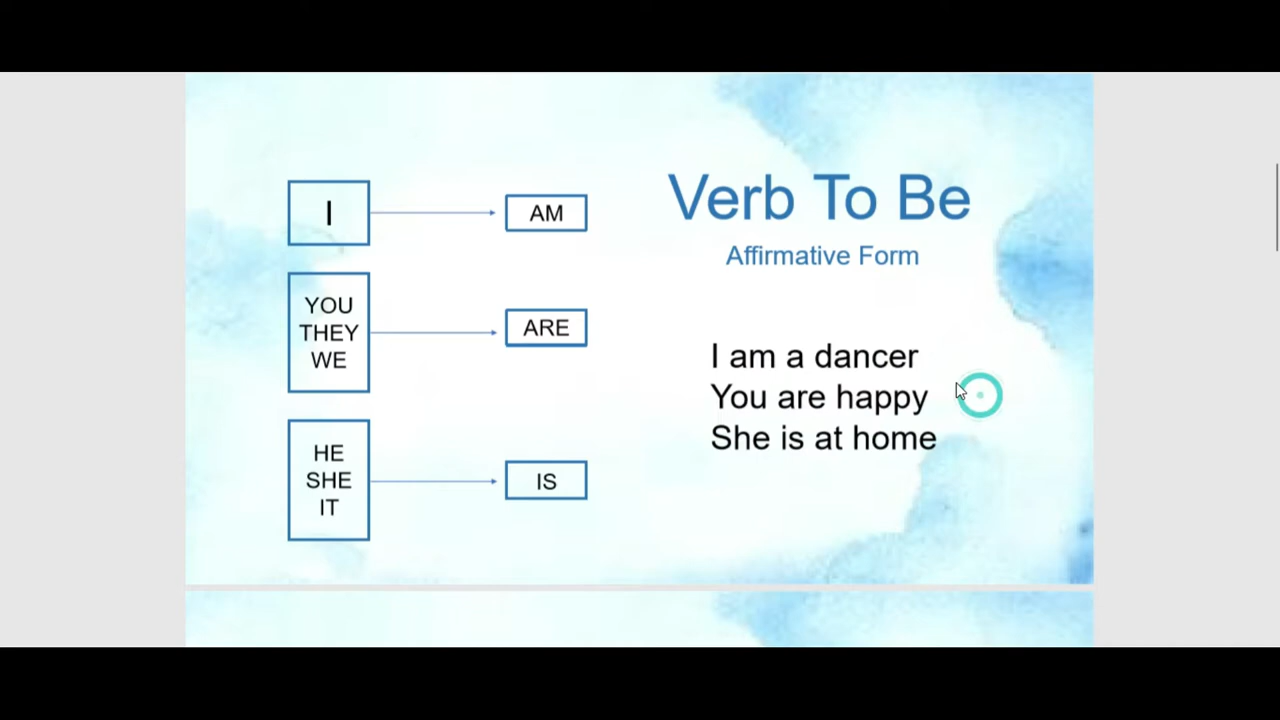 I
AM
YOU
THEY
WE
ARE
HE
SHE
IT
IS
Verb To Be
Affirmative Form
I am a dancer
You are happy
She is at home